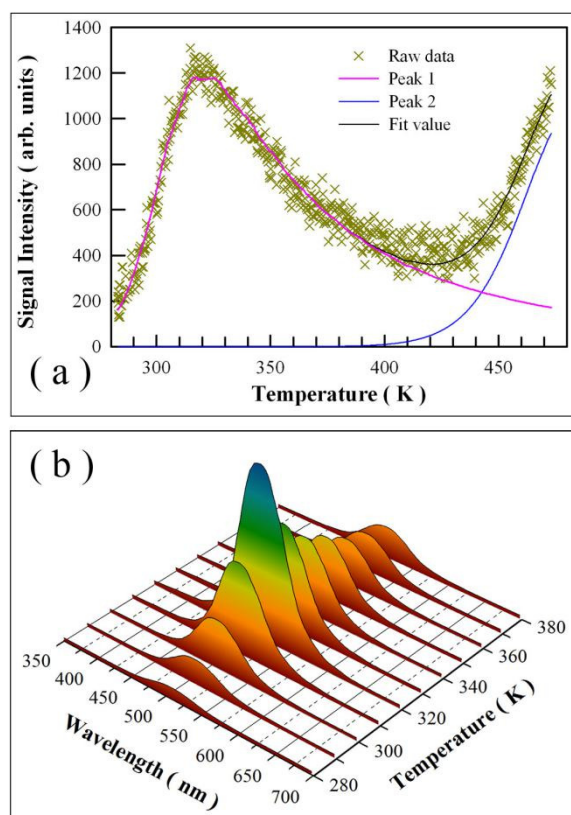 1400
1200
1000
800
600
400
200
0
Signal Intensity ( arb. units )
Raw data
Peak 1
Peak 2
Fit value
300
350
400
450
Temperature ( K )
( a )
( b )
350
400
450
500
550
600
650
700
Wavelength ( nm )
280
300
320
340
360
380
Temperature ( K )